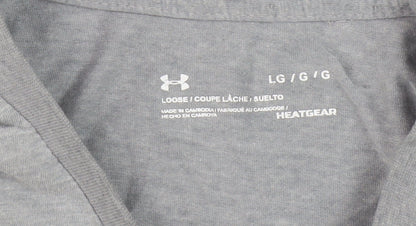 LG / G / G
LOOSE / COUPE LÂCHE / SUELTO
MADE IN CAMBODIA / FABRIQUÉ AU CAMBODGE /
HECHO EN CAMBOYA
HEATGEAR